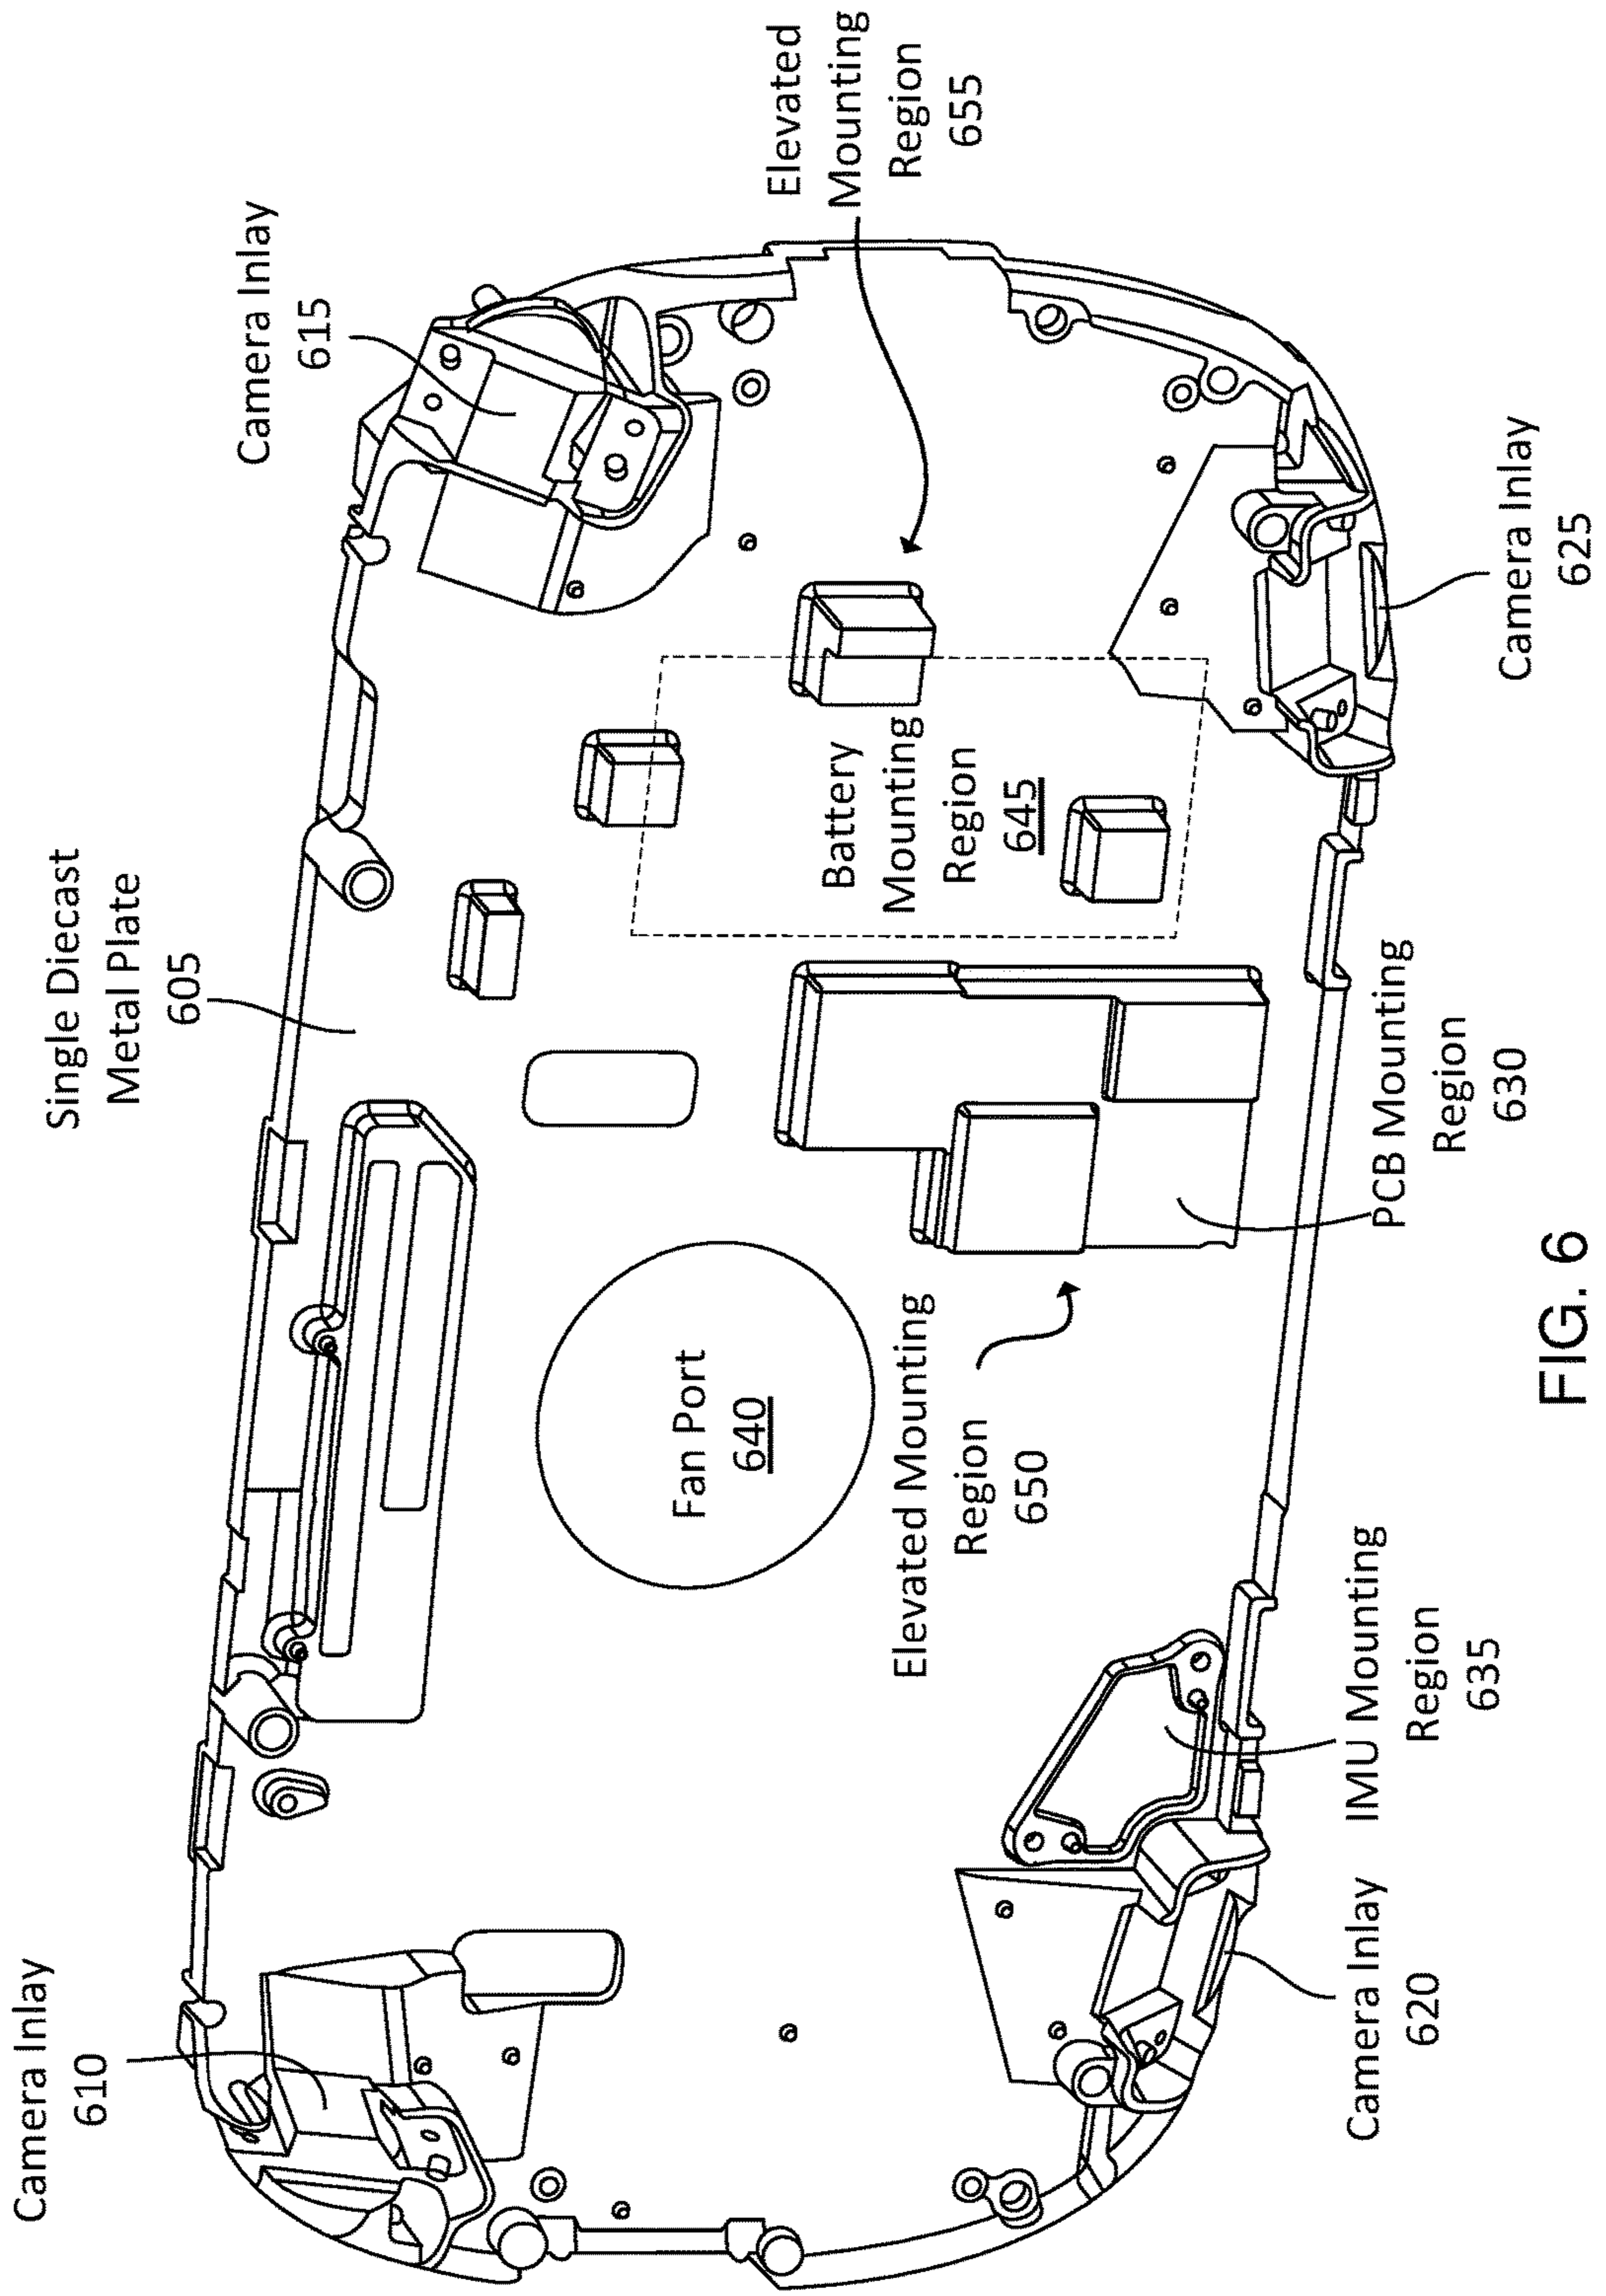 Single Diecast
Metal Plate
605
Camera Inlay
610
Camera Inlay
615
Elevated
Mounting
Region
655
Fan Port
640
Battery
Mounting
Region
645
Elevated Mounting
Region
650
Camera Inlay
620
IMU Mounting
Region
635
PCB Mounting
Region
630
Camera Inlay
625
FIG. 6